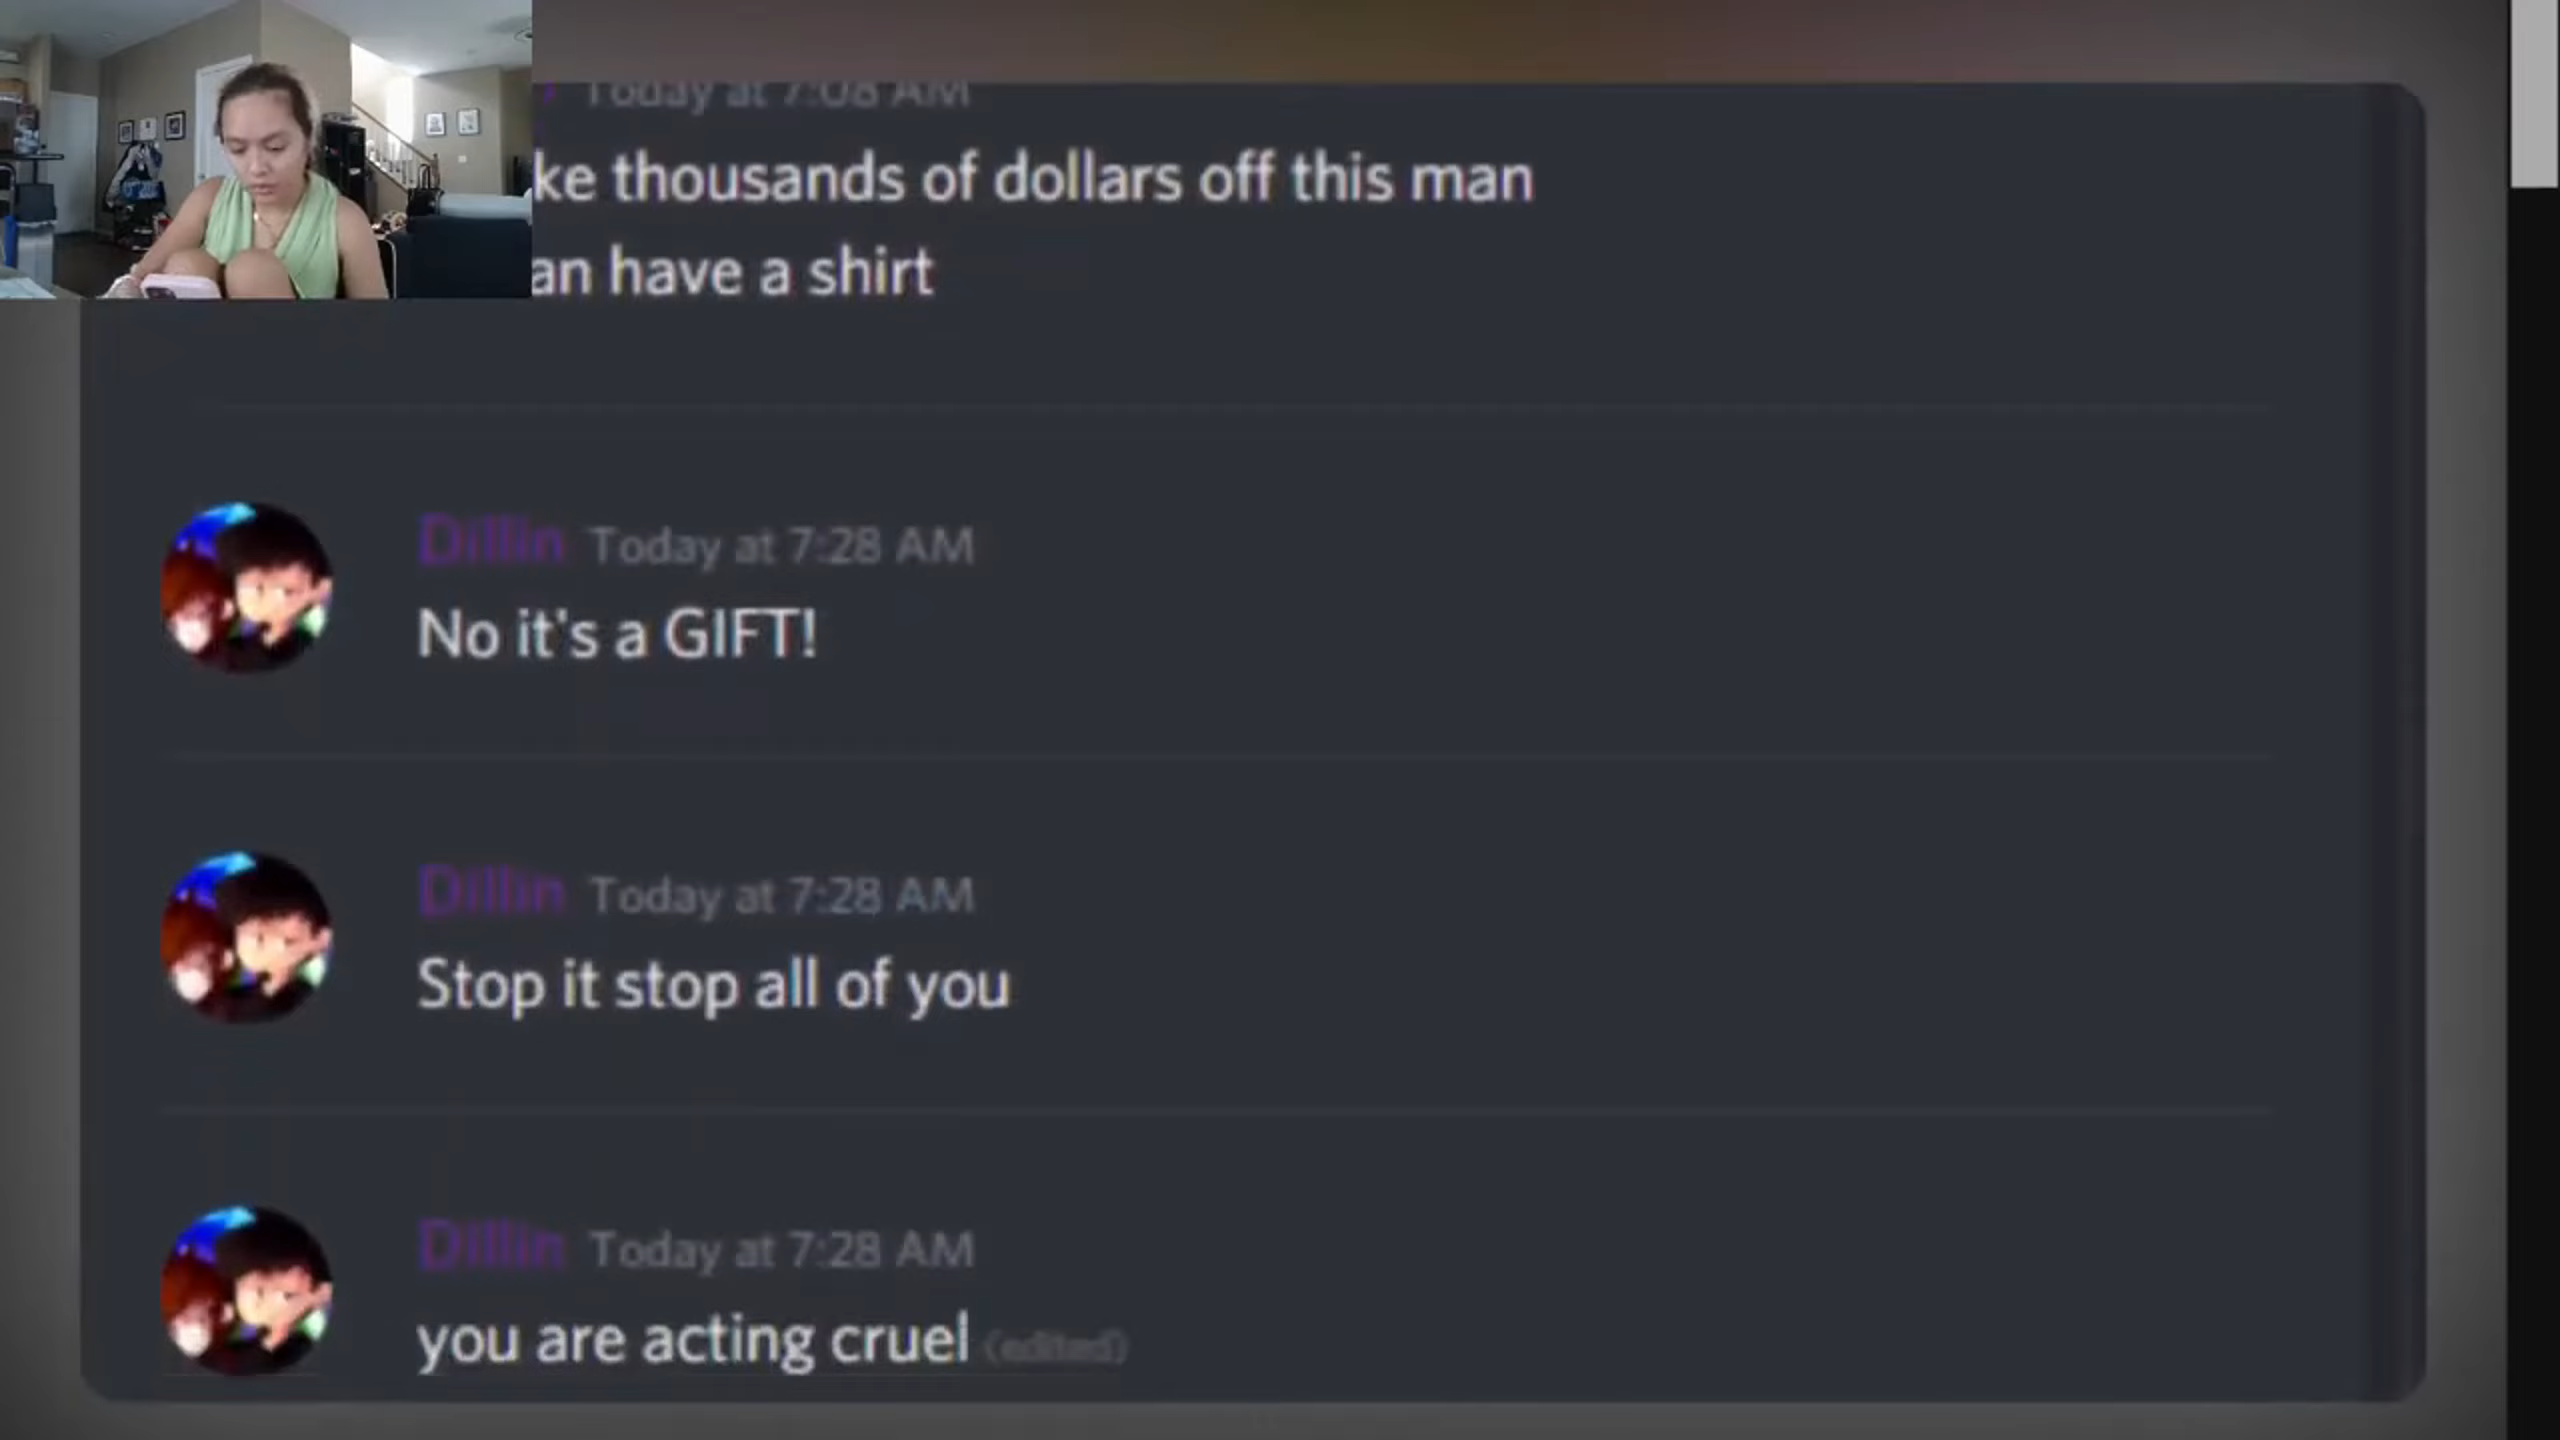 Today at 7:08 AM
ke thousands of dollars off this man
an have a shirt
Dillin Today at 7:28 AM
No it's a GIFT!
Dillin Today at 7:28 AM
Stop it stop all of you
Dillin Today at 7:28 AM
you are acting cruel (edited)